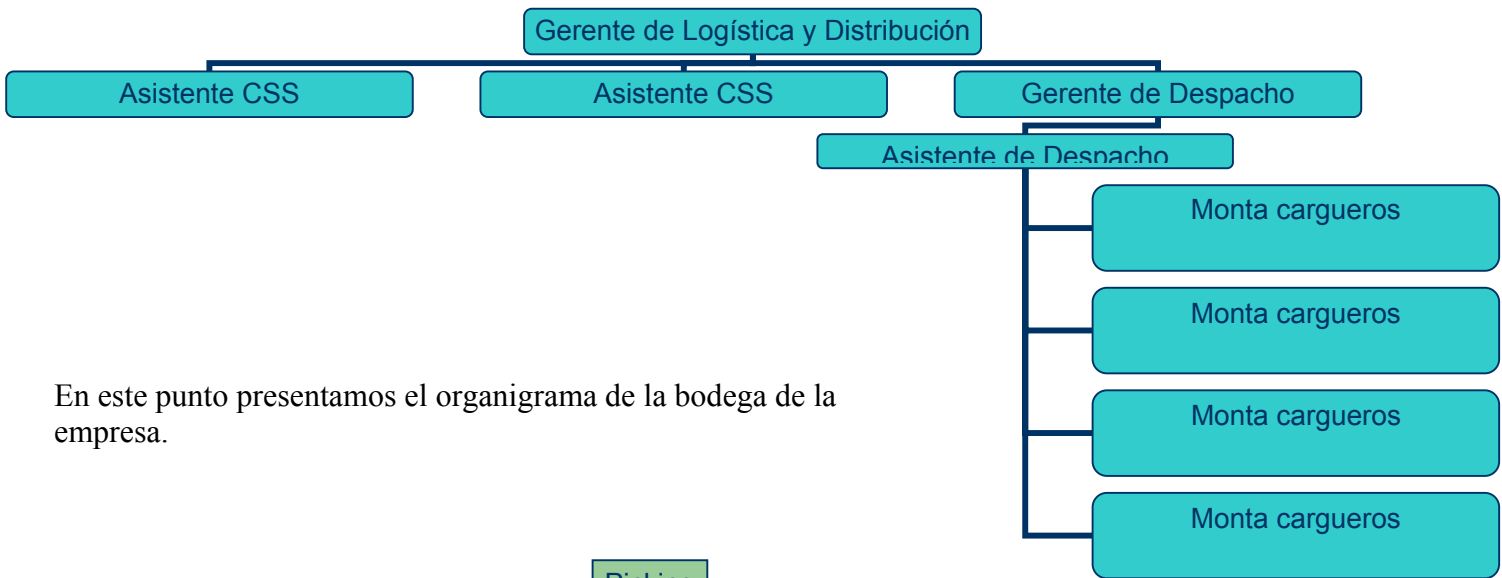 Gerente de Logística y Distribución
Asistente CSS
Asistente CSS
Gerente de Despacho
Asistente de Despacho
Monta cargueros
Monta cargueros
En este punto presentamos el organigrama de la bodega de la
empresa.
Monta cargueros
Monta cargueros
Picking